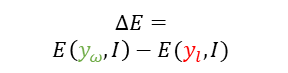 ΔE =
E(y_ω, I) − E(y_l, I)